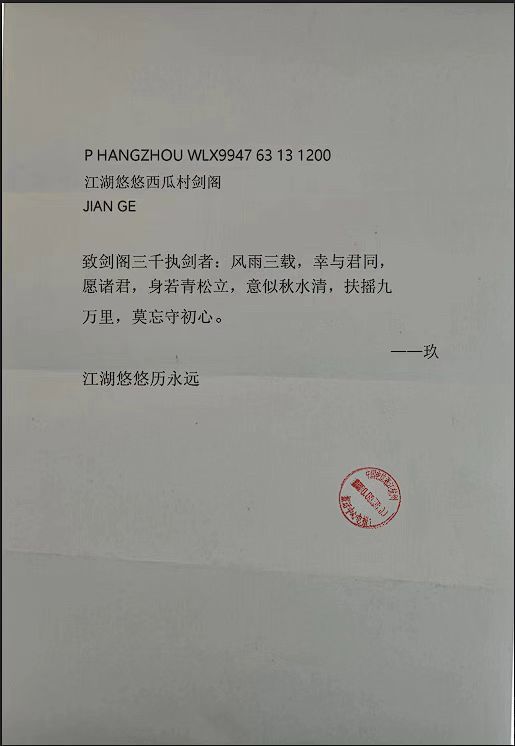 P HANGZHOU WLX9947 63 13 1200
江湖悠悠西瓜村剑阁
JIAN GE
致剑阁三千执剑者：风雨三载，幸与君同，
愿诸君，身若青松立，意似秋水清，扶摇九
万里，莫忘守初心。
——玖
江湖悠悠历永远